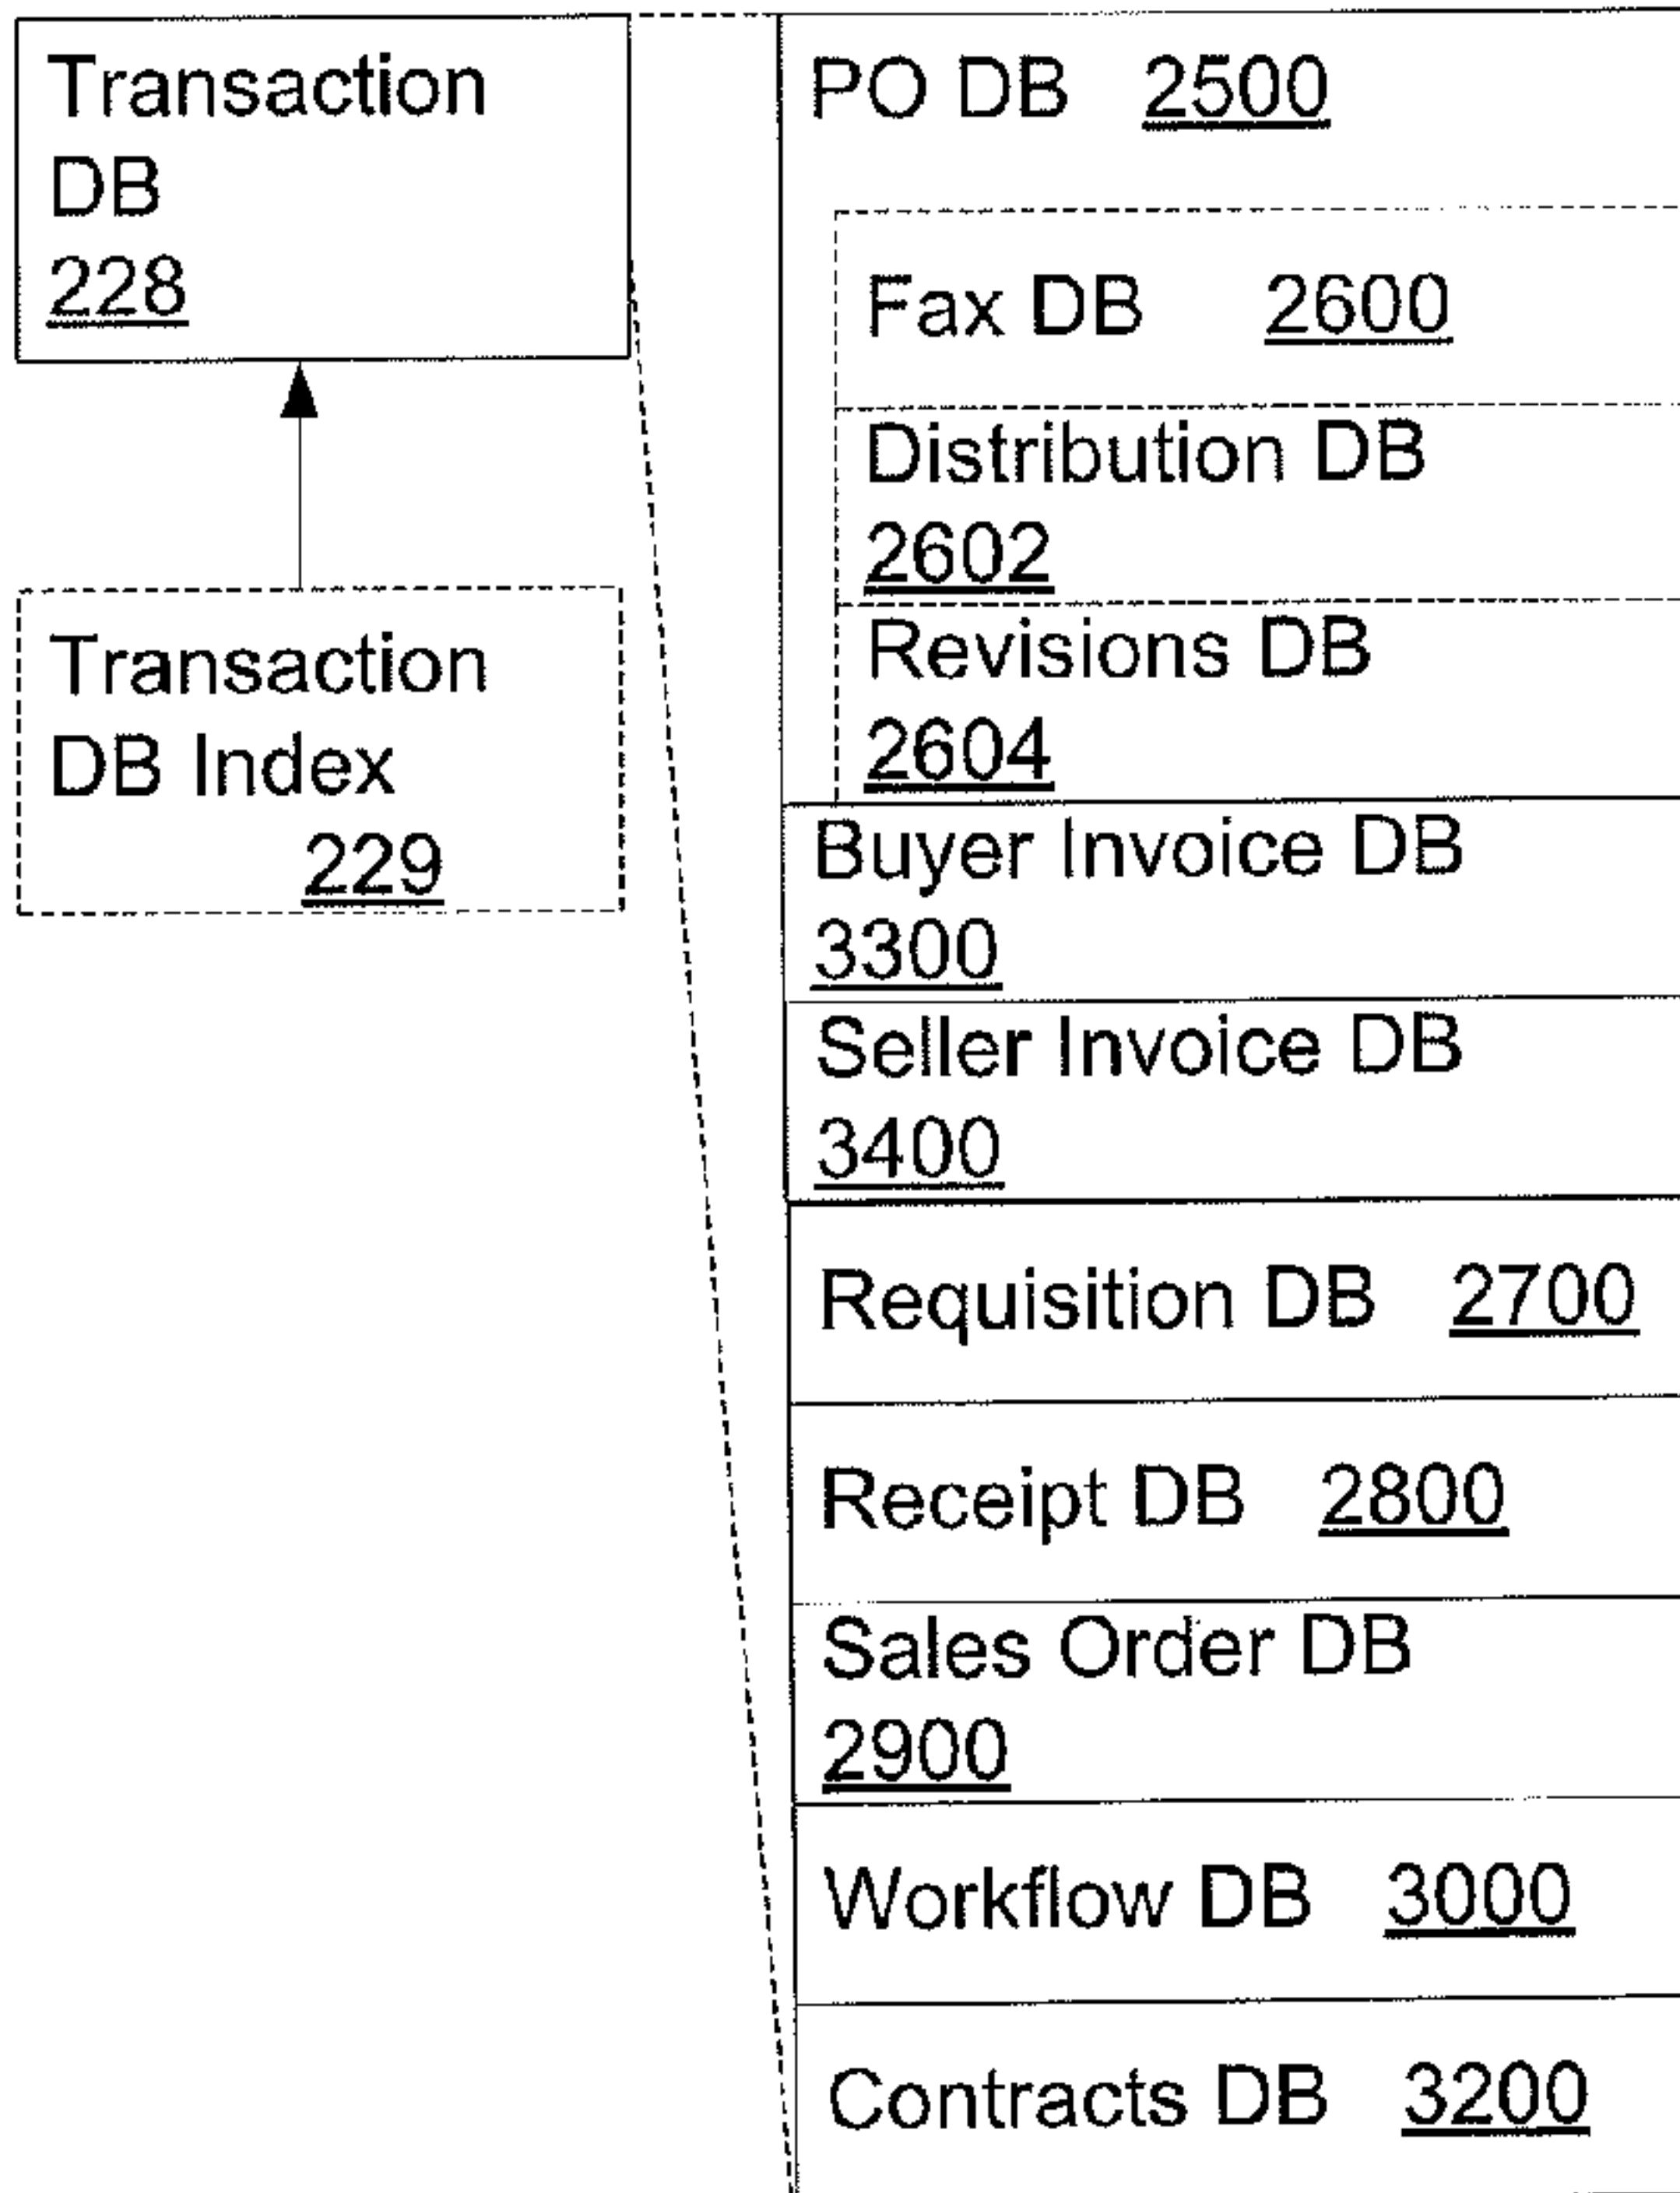 Transaction
DB
228
Transaction
DB Index
229
PO DB 2500
Fax DB 2600
Distribution DB
2602
Revisions DB
2604
Buyer Invoice DB
3300
Seller Invoice DB
3400
Requisition DB 2700
Receipt DB 2800
Sales Order DB
2900
Workflow DB 3000
Contracts DB 3200